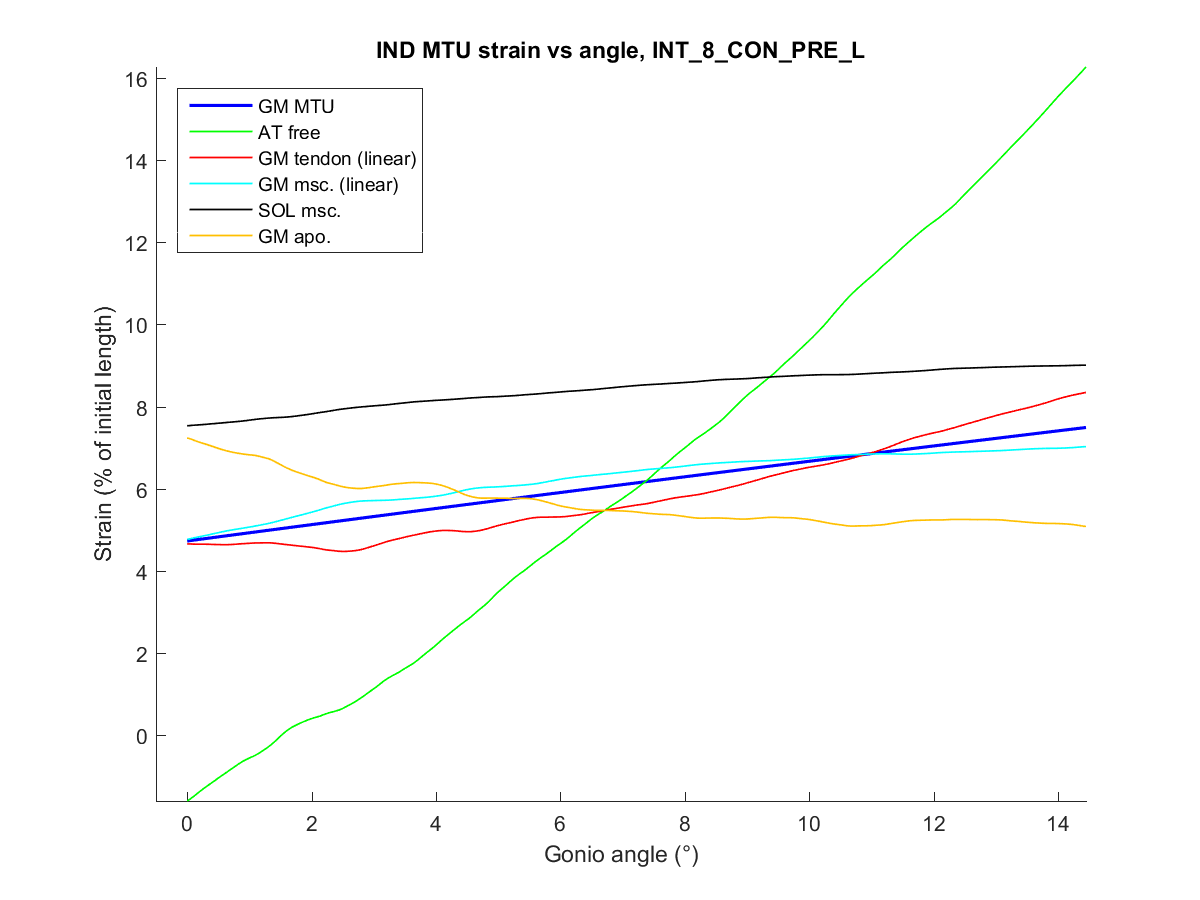 IND MTU strain vs angle, INT_8_CON_PRE_L
16
14
12
10
8
6
4
2
0
Strain (% of initial length)
GM MTU
AT free
GM tendon (linear)
GM msc. (linear)
SOL msc.
GM apo.
0 2 4 6 8 10 12 14
Gonio angle (°)